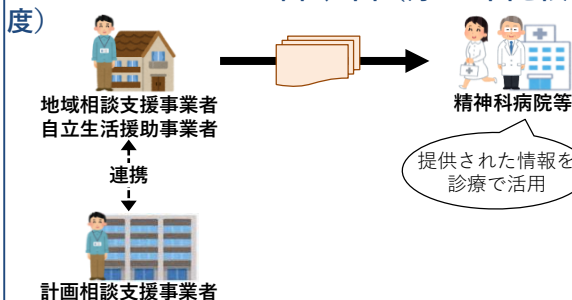 度）
地域相談支援事業者
自立生活援助事業者
精神科病院等
連携
提供された情報を
診療で活用
計画相談支援事業者